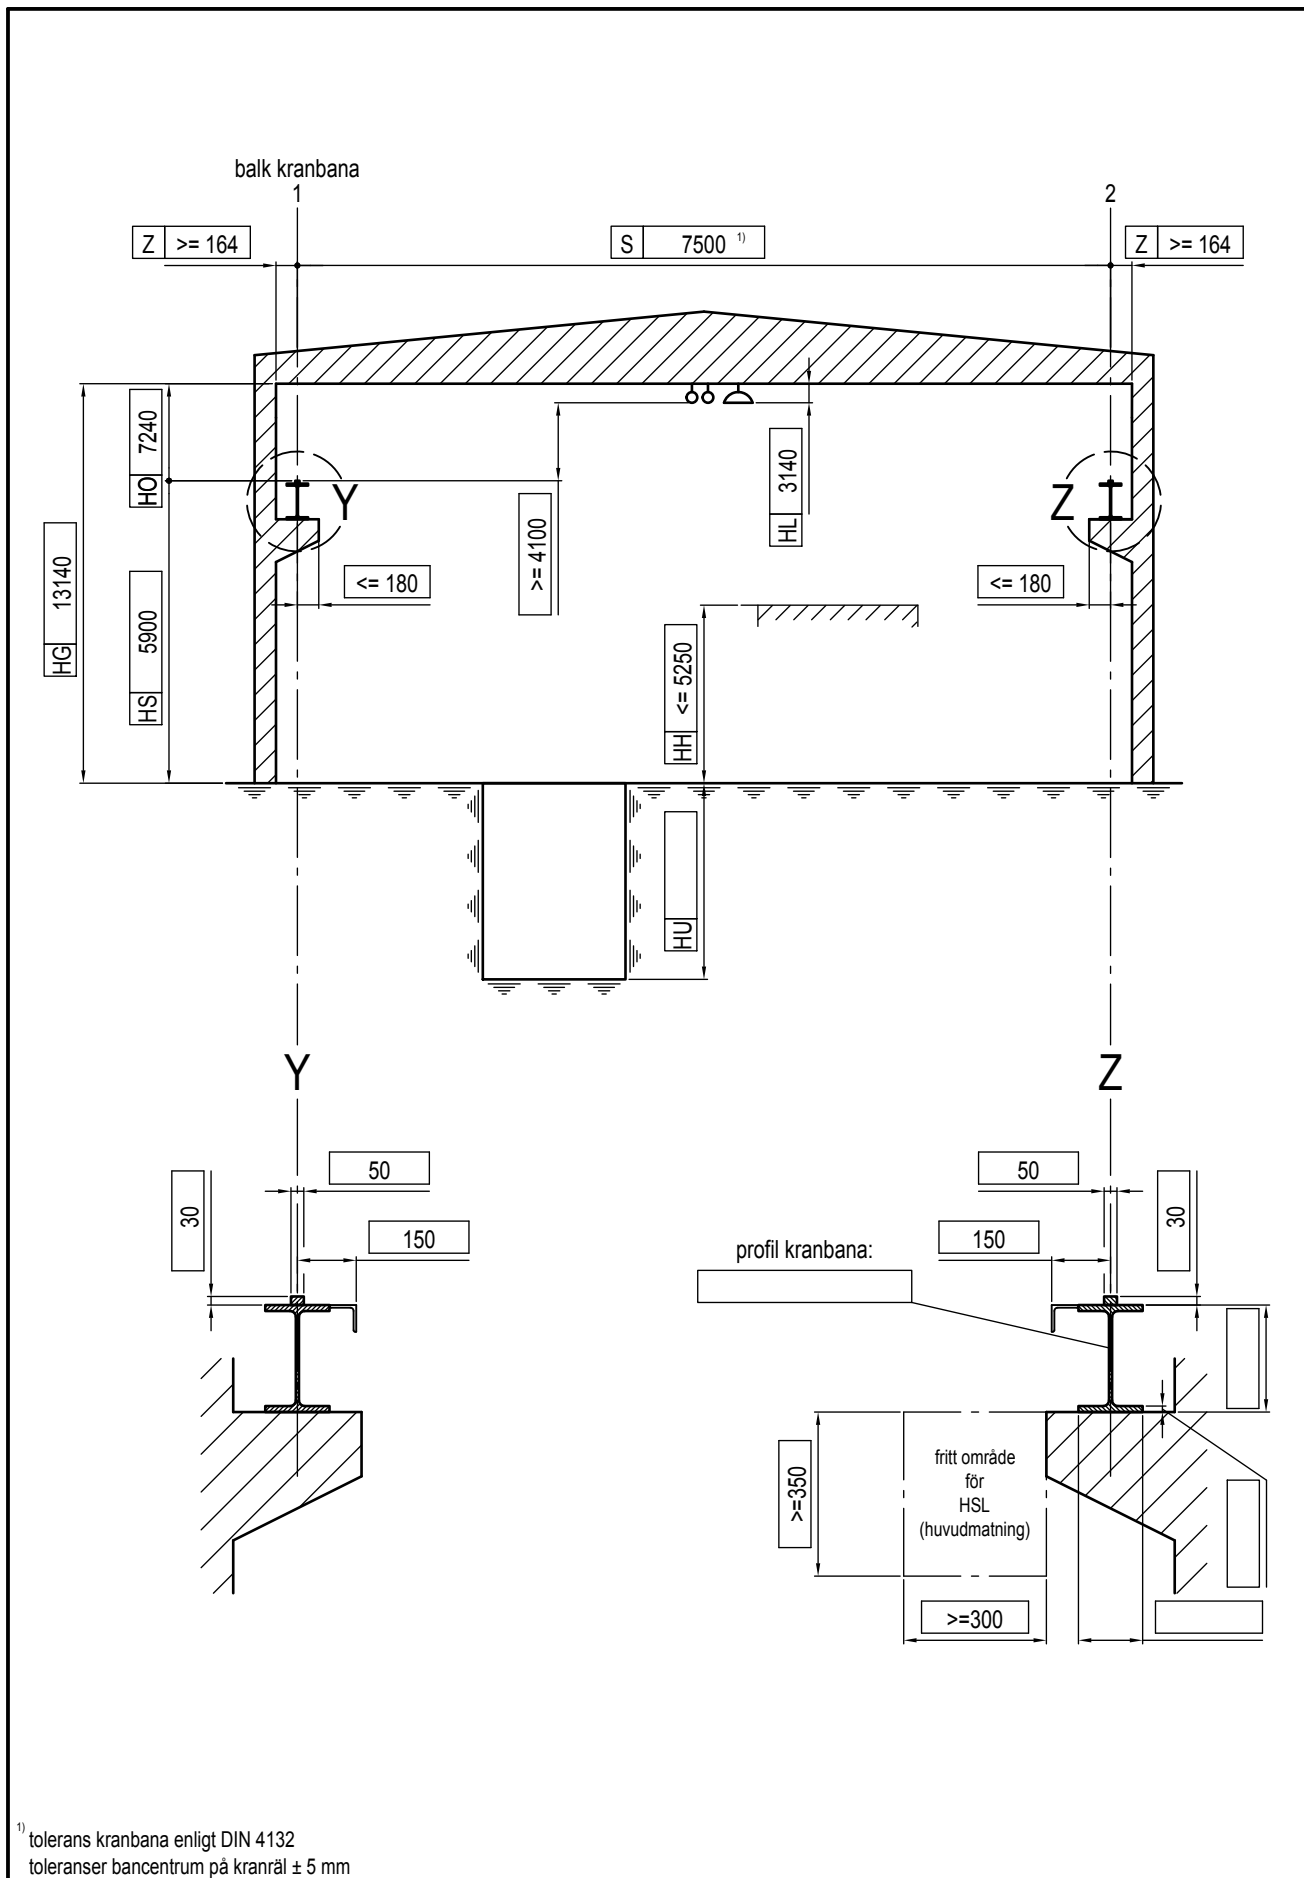 balk kranbana
1
2
Z >= 164
S 7500 1)
Z >= 164
HO 7240
HL 3140
Y
Z
>= 4100
HG 13140
HS 5900
<= 180
<= 180
HH <= 5250
HU
Y
Z
50
50
30
30
150
150
profil kranbana:
>=350
fritt område
för
HSL
(huvudmatning)
>=300
1) tolerans kranbana enligt DIN 4132
toleranser bancentrum på kranräl ± 5 mm